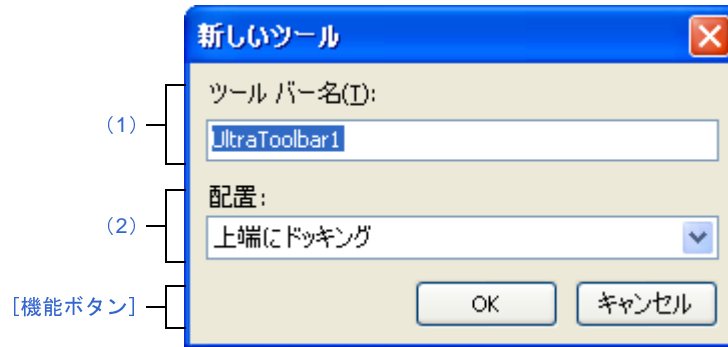 新しいツール
(1)
ツール バー名(T):
UltraToolbar1
(2)
配置:
上端にドッキング
[機能ボタン]
OK
キャンセル